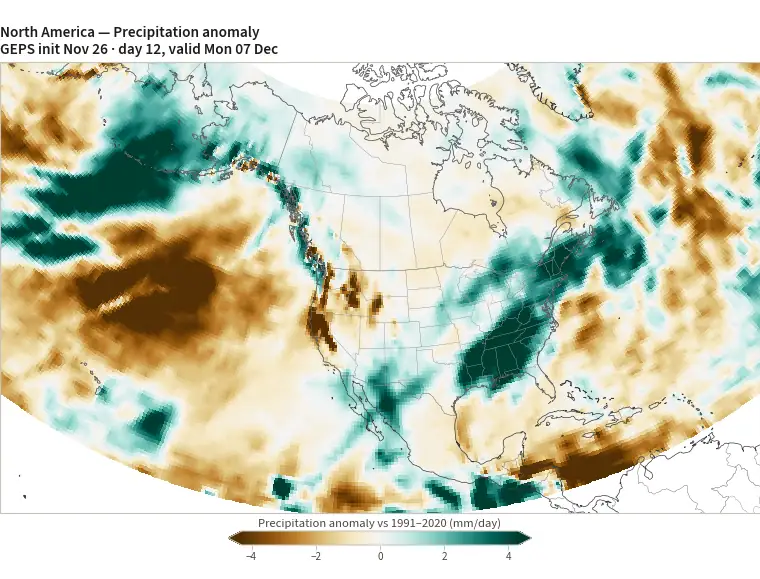 North America — Precipitation anomaly
GEPS init Nov 26 · day 12, valid Mon 07 Dec
Precipitation anomaly vs 1991–2020 (mm/day)
−4 −2 0 2 4